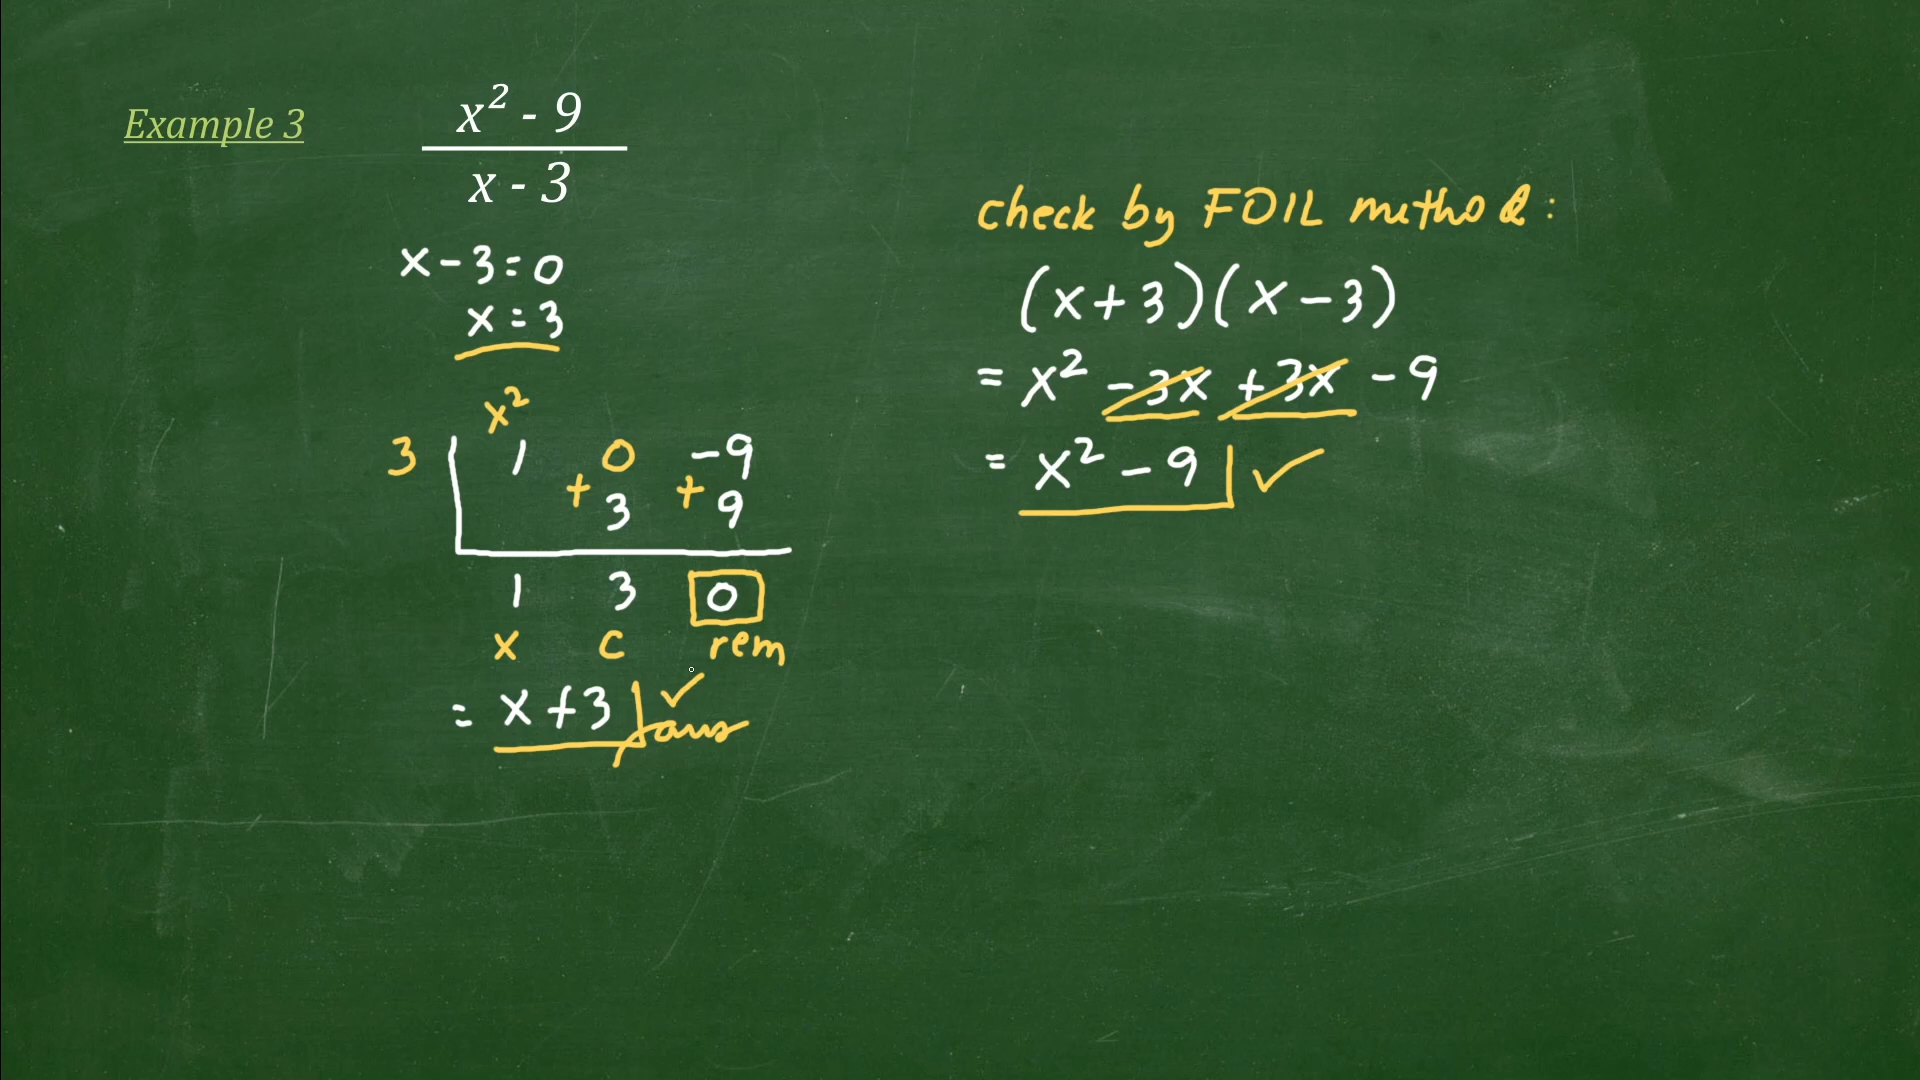 Example 3
x² - 9
x - 3
x - 3 = 0
x = 3
x²
3 1 0 -9
+ 3 + 9
1 3 0
x c rem
= x + 3 ✓
ans
check by FOIL method:
(x + 3)(x - 3)
= x² - 3x + 3x - 9
= x² - 9 ✓